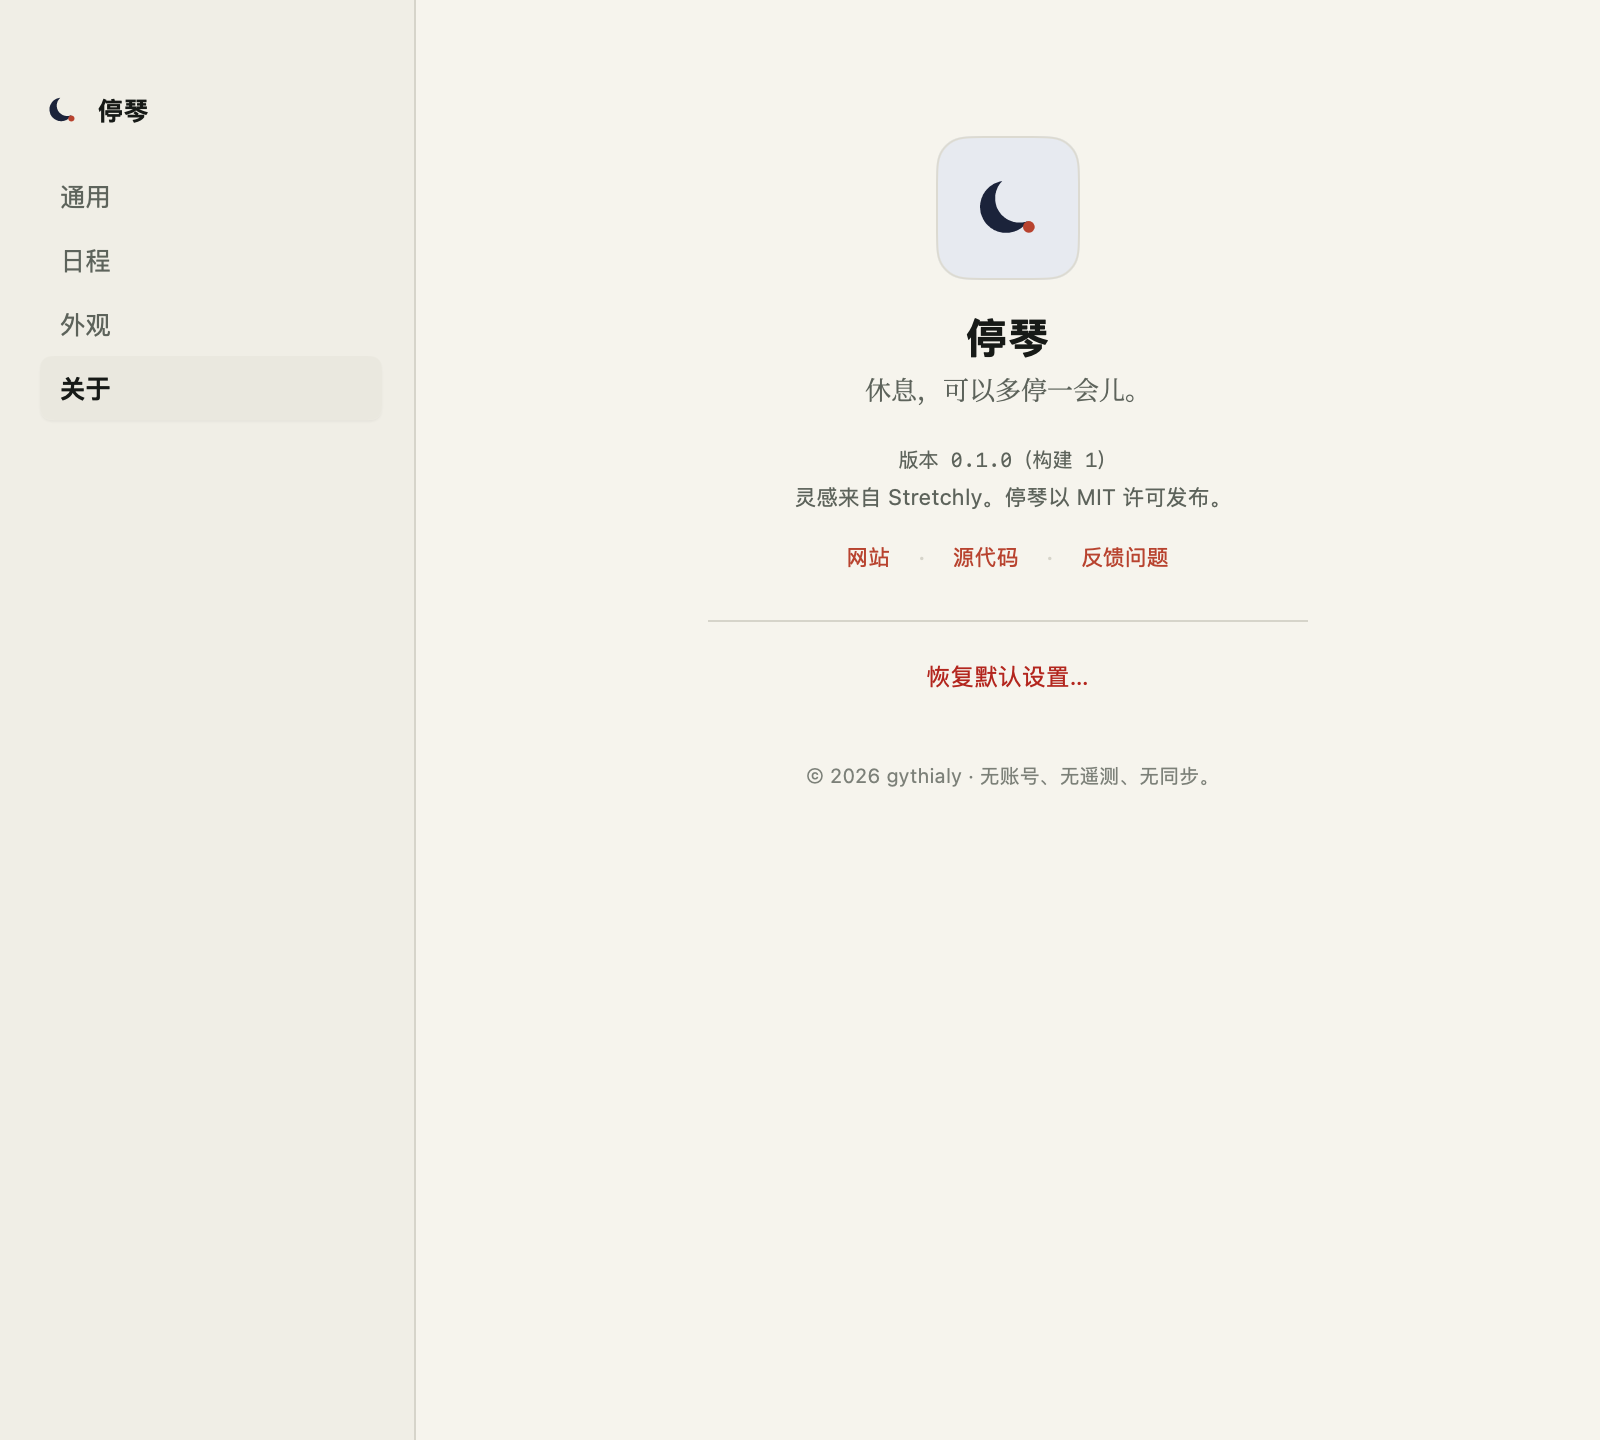 停琴
通用
日程
外观
关于
停琴
休息，可以多停一会儿。
版本 0.1.0 (构建 1)
灵感来自 Stretchly。停琴以 MIT 许可发布。
网站 · 源代码 · 反馈问题
恢复默认设置...
© 2026 gythialy · 无账号、无遥测、无同步。